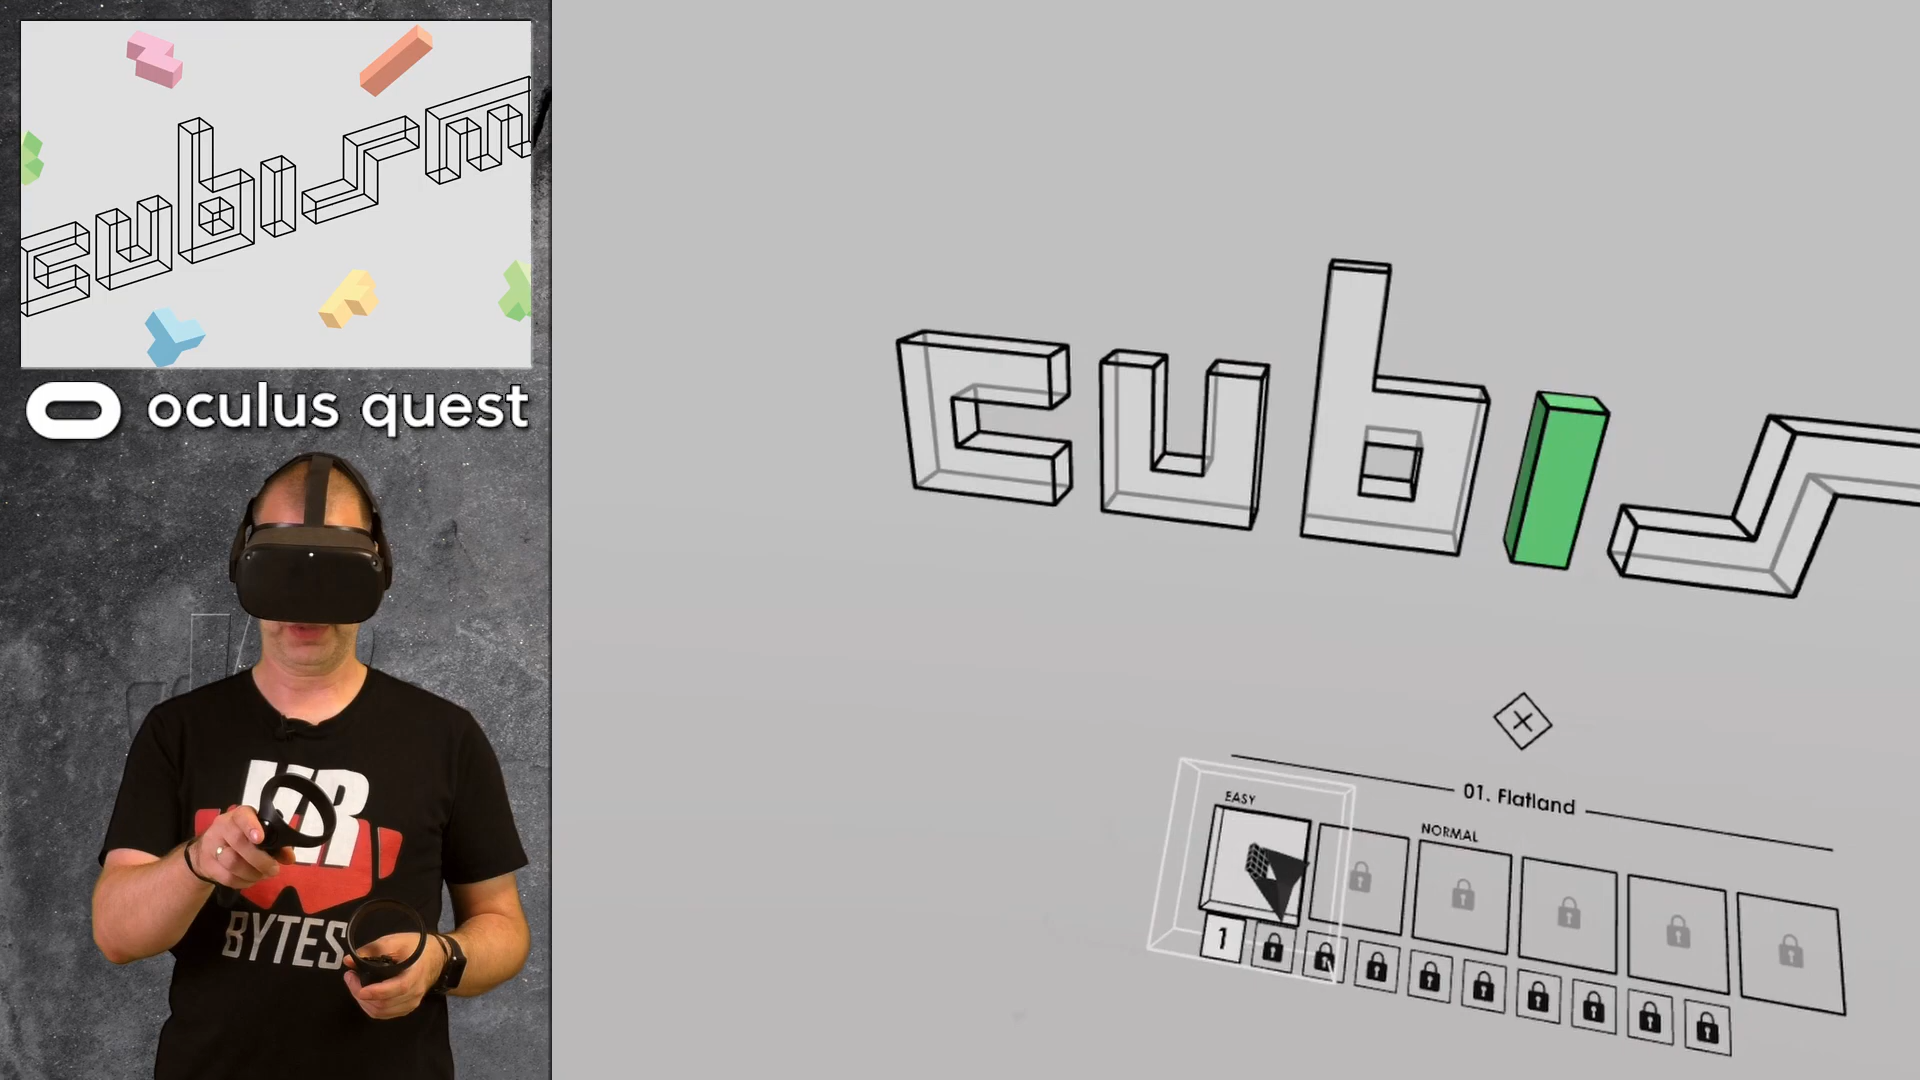 cubism
oculus quest
VR
BYTES
cubis
01. Flatland
EASY
NORMAL
1